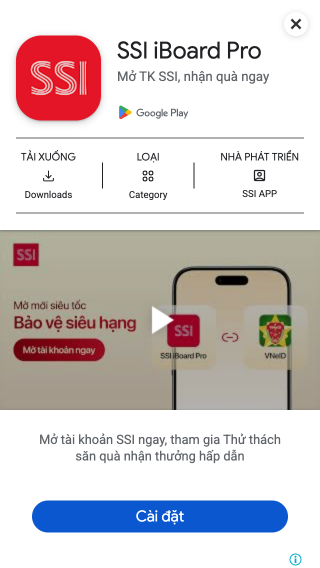 SSI
SSI iBoard Pro
Mở TK SSI, nhận quà ngay
Google Play
TẢI XUỐNG
Downloads
LOẠI
Category
NHÀ PHÁT TRIỂN
SSI APP
SSI
Mở mới siêu tốc
Bảo vệ siêu hạng
Mở tài khoản ngay
SSI
SSI iBoard Pro
VNeID
Mở tài khoản SSI ngay, tham gia Thử thách
săn quà nhận thưởng hấp dẫn
Cài đặt